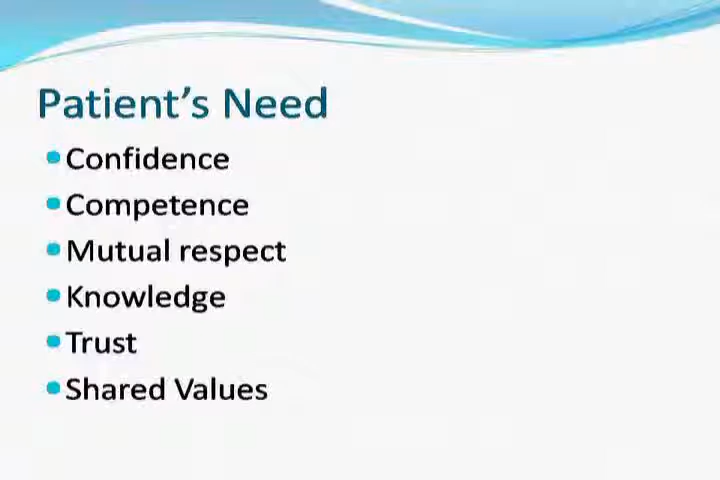 Patient's Need
Confidence
Competence
Mutual respect
Knowledge
Trust
Shared Values